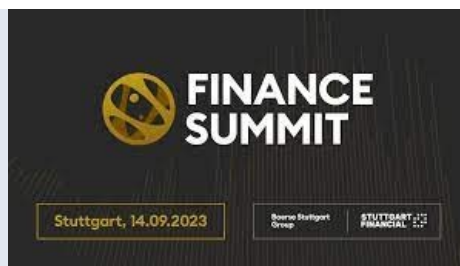 FINANCE
SUMMIT
Stuttgart, 14.09.2023
Boerse Stuttgart
Group
STUTTGART
FINANCIAL